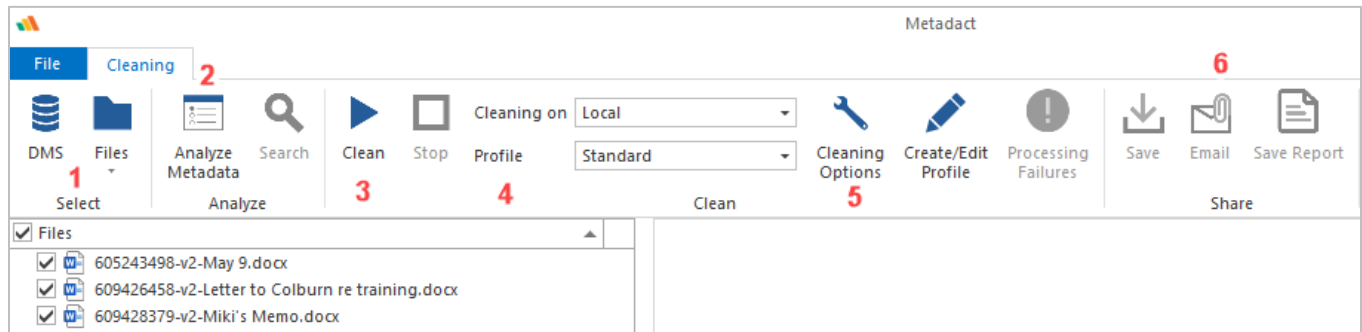 Metadact
File Cleaning 2 6
Cleaning on Local
DMS Files Analyze Metadata Search Clean Stop Profile Standard Cleaning Options Create/Edit Profile Processing Failures Save Email Save Report
1 3 4 5
Select Analyze Clean Share
Files
605243498-v2-May 9.docx
609426458-v2-Letter to Colburn re training.docx
609428379-v2-Miki's Memo.docx